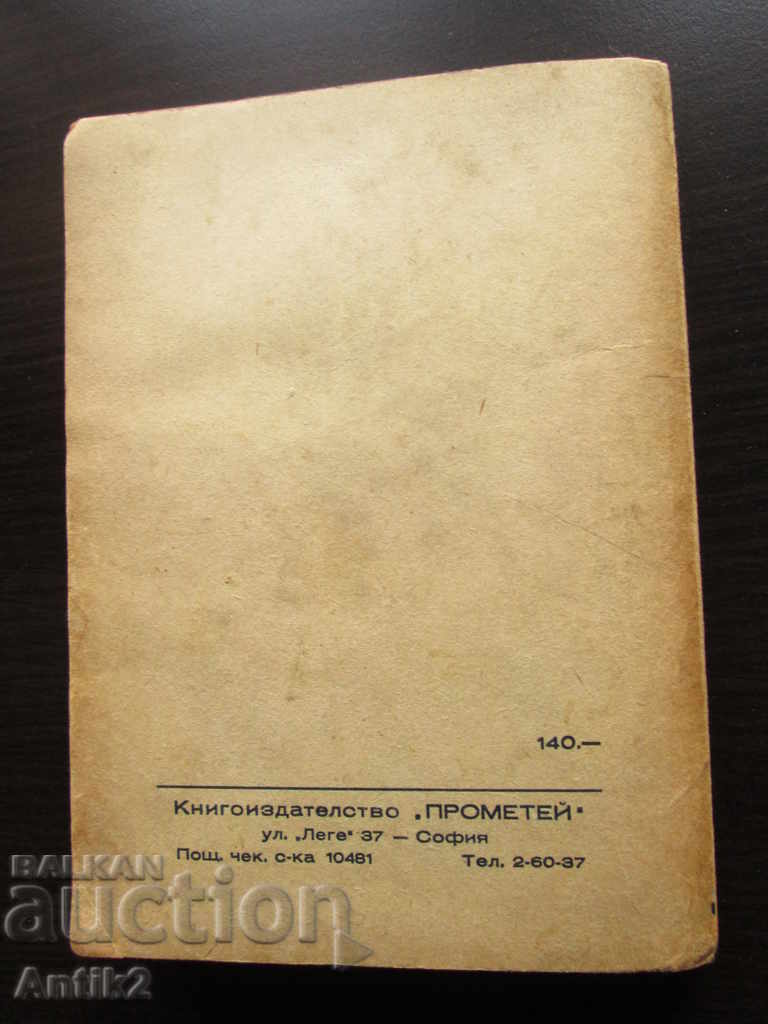 140.—
Книгоиздателство „ПРОМЕТЕЙ"
ул. „Леге" 37 — София
Пощ. чек. с-ка 10481 Тел. 2-60-37
BALKAN
auction
Antik2